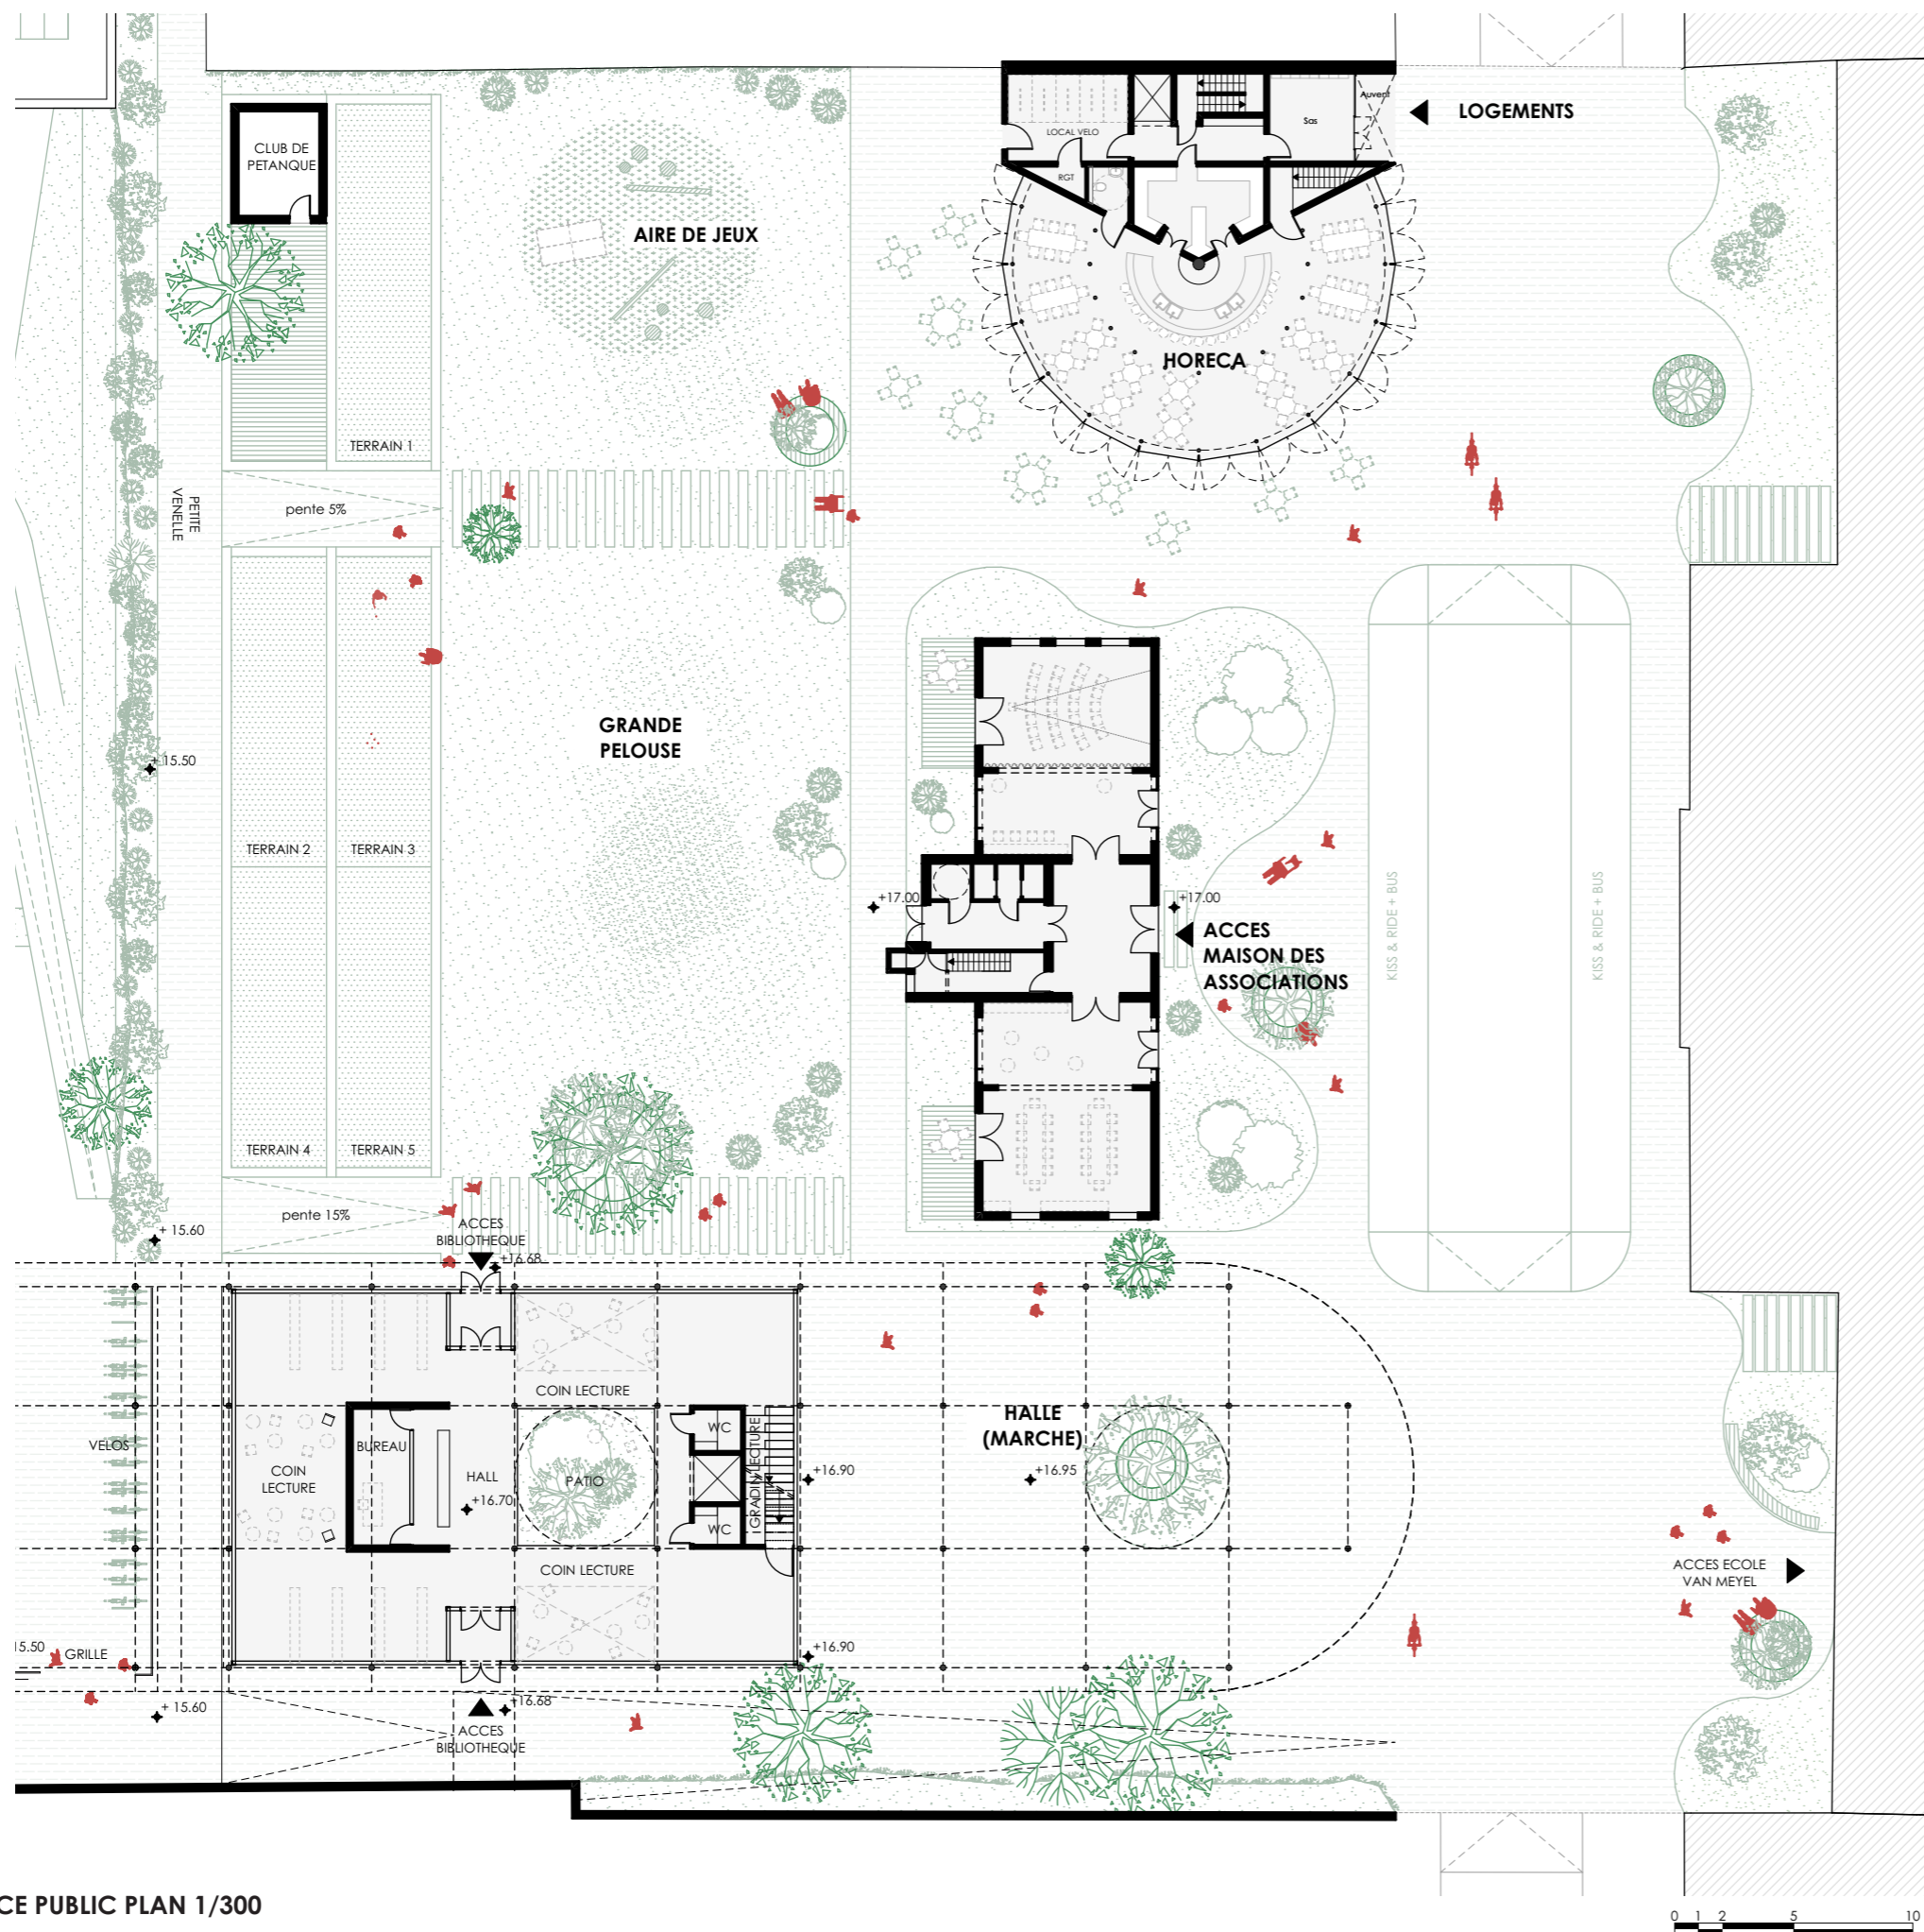 LOGEMENTS
Auvent
Sas
LOCAL VELO
RGT
CLUB DE
PETANQUE
AIRE DE JEUX
HORECA
TERRAIN 1
PETITE
VENELLE
pente 5%
GRANDE
PELOUSE
+ 15.50
TERRAIN 2
TERRAIN 3
KISS & RIDE + BUS
KISS & RIDE + BUS
+17.00
+17.00
ACCES
MAISON DES
ASSOCIATIONS
TERRAIN 4
TERRAIN 5
pente 15%
+ 15.60
ACCES
BIBLIOTHEQUE
+16.68
COIN LECTURE
HALLE
(MARCHE)
WC
GRADIN LECTURE
VELOS
BUREAU
COIN
LECTURE
HALL
PATIO
+16.90
+16.95
+16.70
WC
COIN LECTURE
ACCES ECOLE
VAN MEYEL
15.50
GRILLE
+16.90
+ 15.60
+16.68
ACCES
BIBLIOTHEQUE
CE PUBLIC PLAN 1/300
0 1 2 5 10